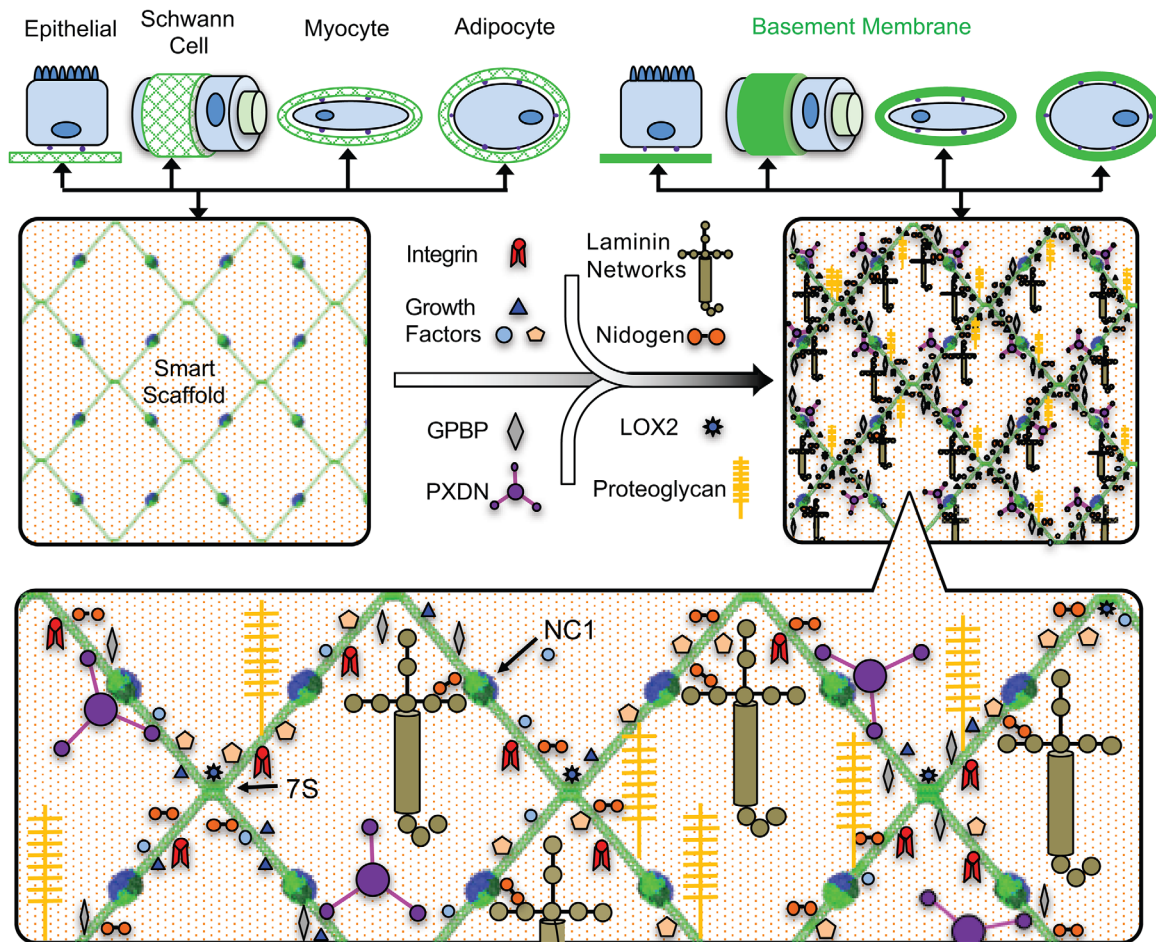 Epithelial
Schwann
Cell
Myocyte
Adipocyte
Basement Membrane
Smart
Scaffold
Integrin
Growth
Factors
GPBP
PXDN
Laminin
Networks
Nidogen
LOX2
Proteoglycan
NC1
7S